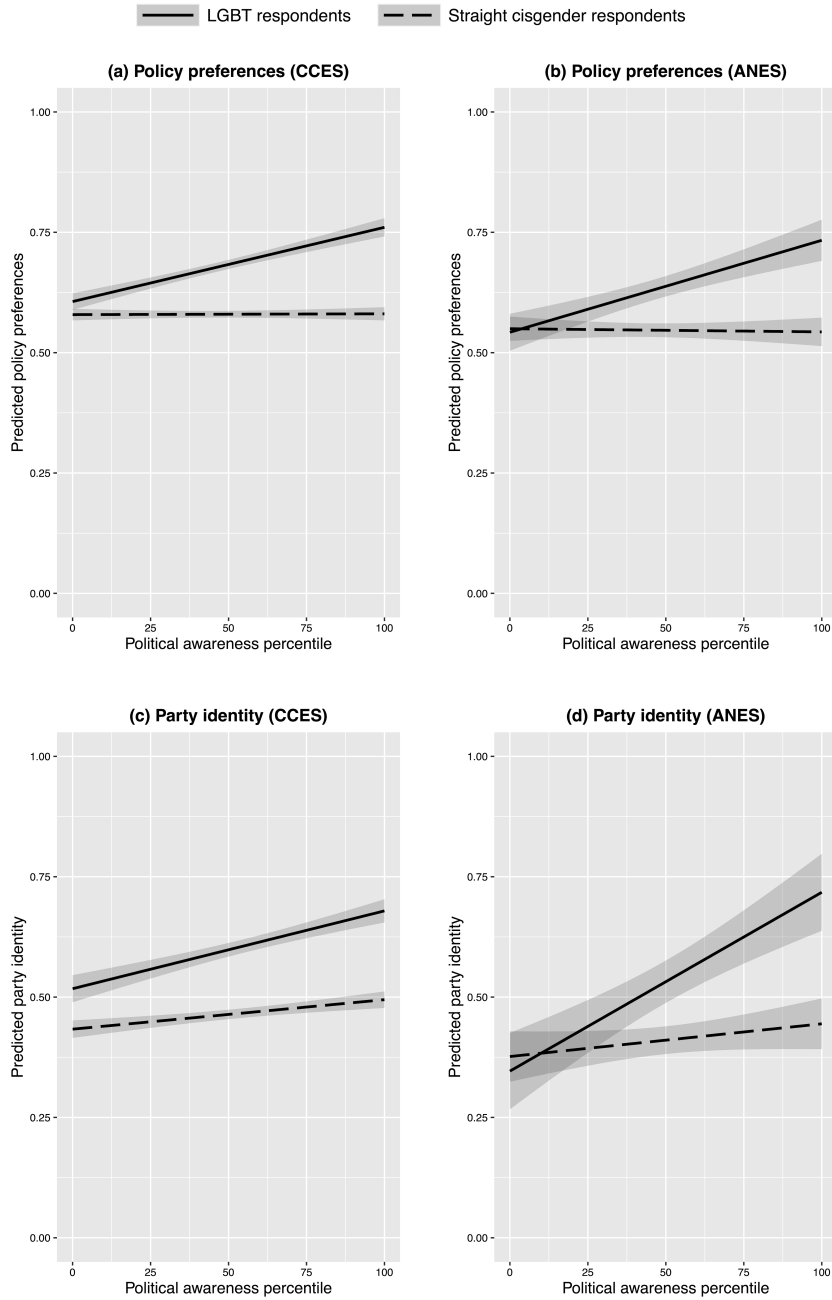 LGBT respondents Straight cisgender respondents
(a) Policy preferences (CCES)
Predicted policy preferences
1.00
0.75
0.50
0.25
0.00
0 25 50 75 100
Political awareness percentile
(b) Policy preferences (ANES)
Predicted policy preferences
1.00
0.75
0.50
0.25
0.00
0 25 50 75 100
Political awareness percentile
(c) Party identity (CCES)
Predicted party identity
1.00
0.75
0.50
0.25
0.00
0 25 50 75 100
Political awareness percentile
(d) Party identity (ANES)
Predicted party identity
1.00
0.75
0.50
0.25
0.00
0 25 50 75 100
Political awareness percentile